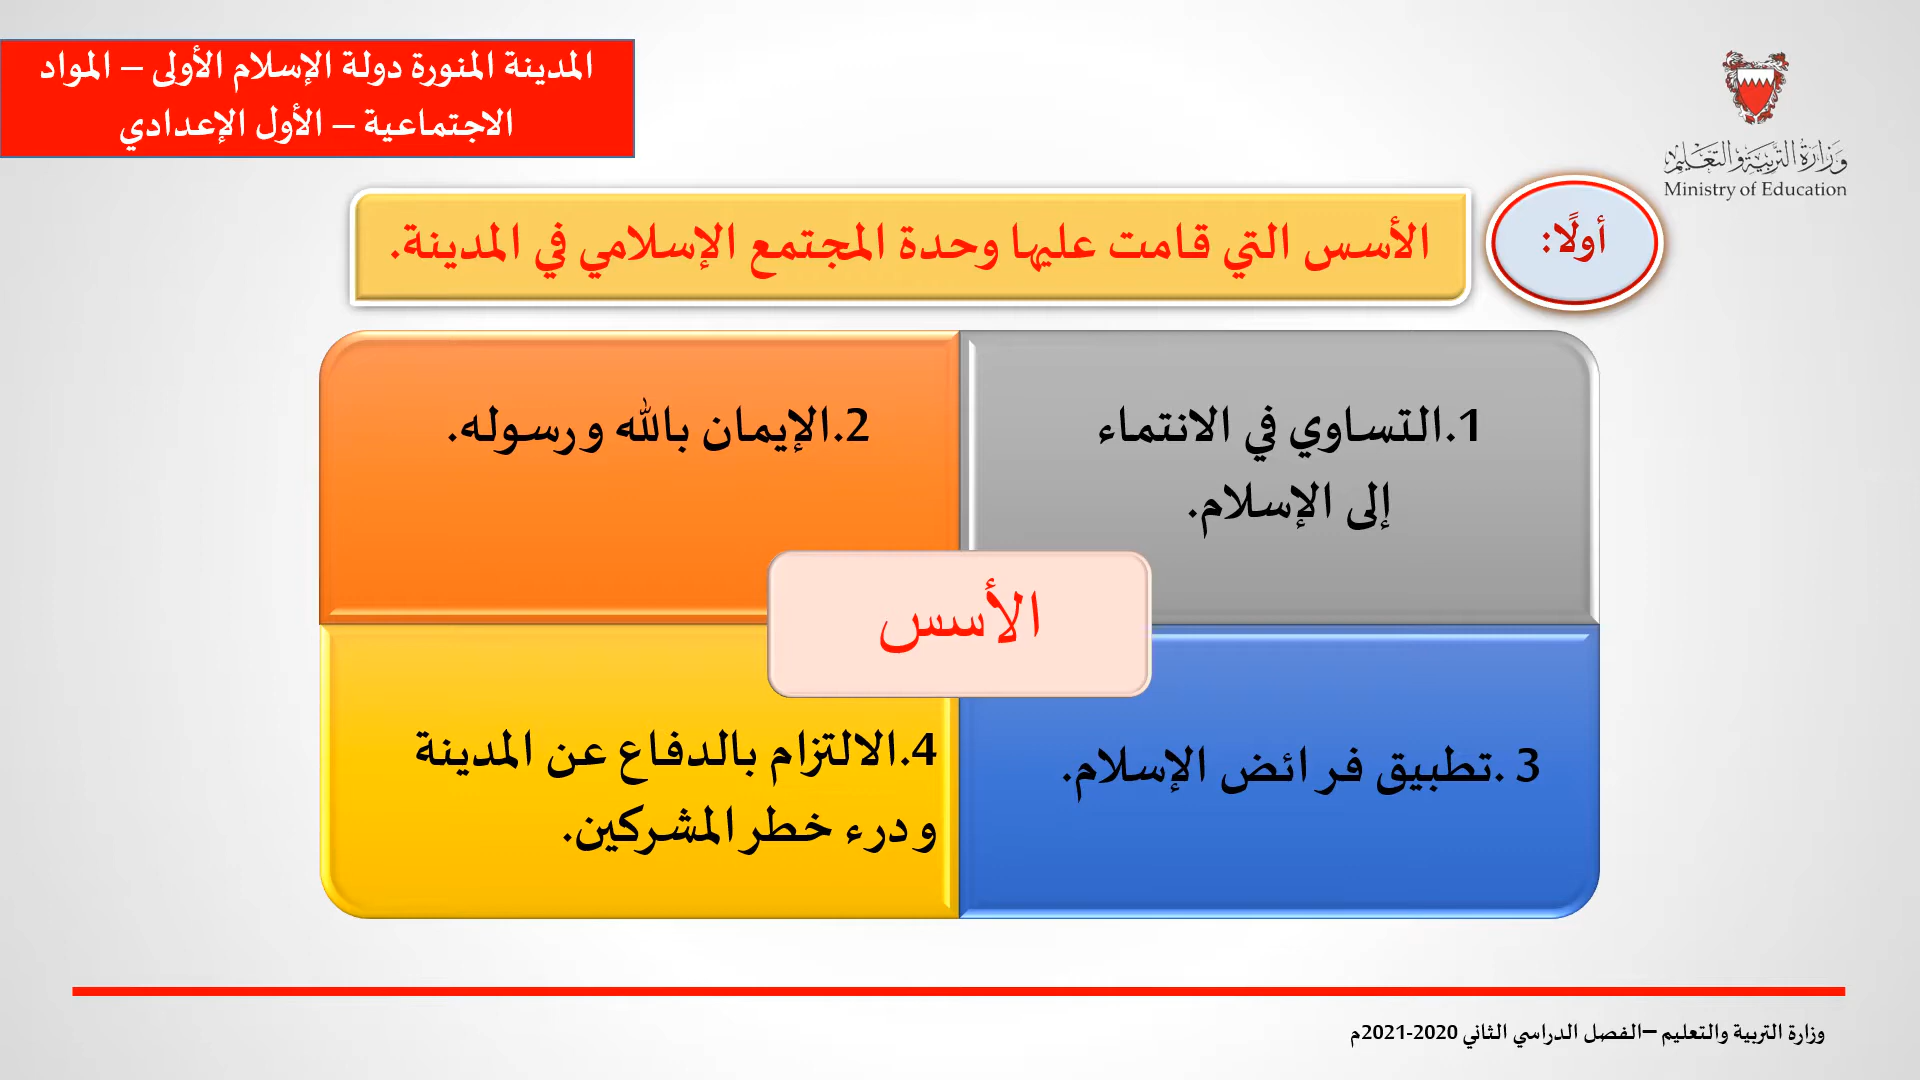 المدينة المنورة دولة الإسلام الأولى – المواد
الاجتماعية – الأول الإعدادي
وزارة التربية والتعليم
Ministry of Education
أولًا:
الأسس التي قامت عليها وحدة المجتمع الإسلامي في المدينة.
1.التساوي في الانتماء
إلى الإسلام.
2.الإيمان بالله ورسوله.
الأسس
3 .تطبيق فرائض الإسلام.
4.الالتزام بالدفاع عن المدينة
ودرء خطر المشركين.
وزارة التربية والتعليم –الفصل الدراسي الثاني 2020-2021م